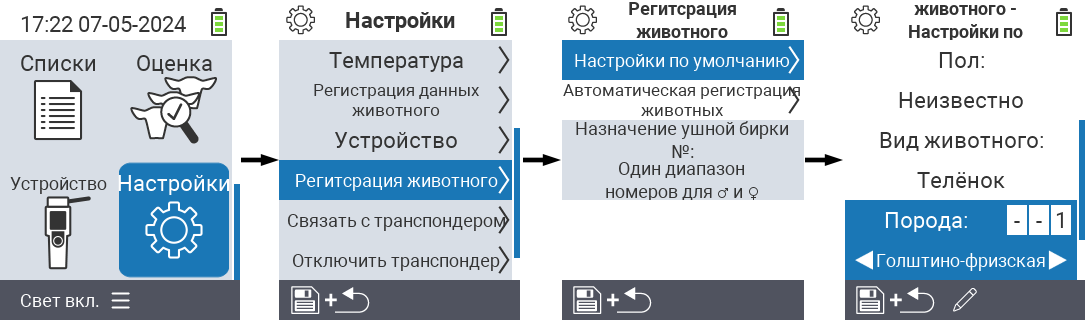 17:22 07-05-2024
Списки
Оценка
Устройство
Настройки
Свет вкл.
Настройки
Температура
Регистрация данных
животного
Устройство
Регитсрация животного
Связать с транспондером
Отключить транспондер
+
Регитсрация
животного
Настройки по умолчанию
Автоматическая регистрация
животных
Назначение ушной бирки
№:
Один диапазон
номеров для ♂ и ♀
+
животного -
Настройки по
Пол:
Неизвестно
Вид животного:
Телёнок
Порода: - - 1
Голштино-фризская
+